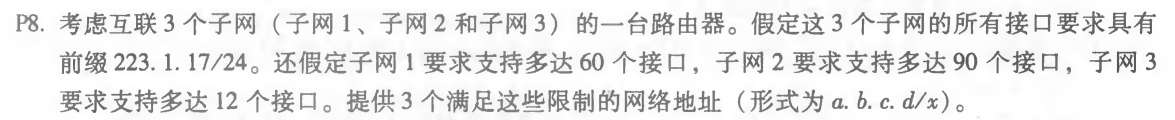 P8. 考虑互联 3 个子网（子网 1、子网 2 和子网 3）的一台路由器。假定这 3 个子网的所有接口要求具有
前缀 223. 1. 17/24。还假定子网 1 要求支持多达 60 个接口，子网 2 要求支持多达 90 个接口，子网 3
要求支持多达 12 个接口。提供 3 个满足这些限制的网络地址（形式为 a. b. c. d/x）。